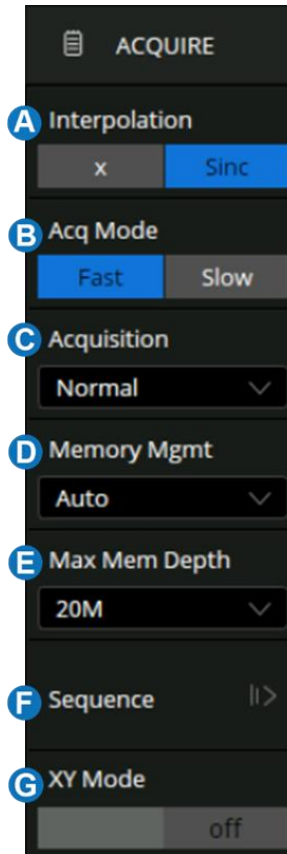 ACQUIRE
A Interpolation
x Sinc
B Acq Mode
Fast Slow
C Acquisition
Normal
D Memory Mgmt
Auto
E Max Mem Depth
20M
F Sequence
G XY Mode
off